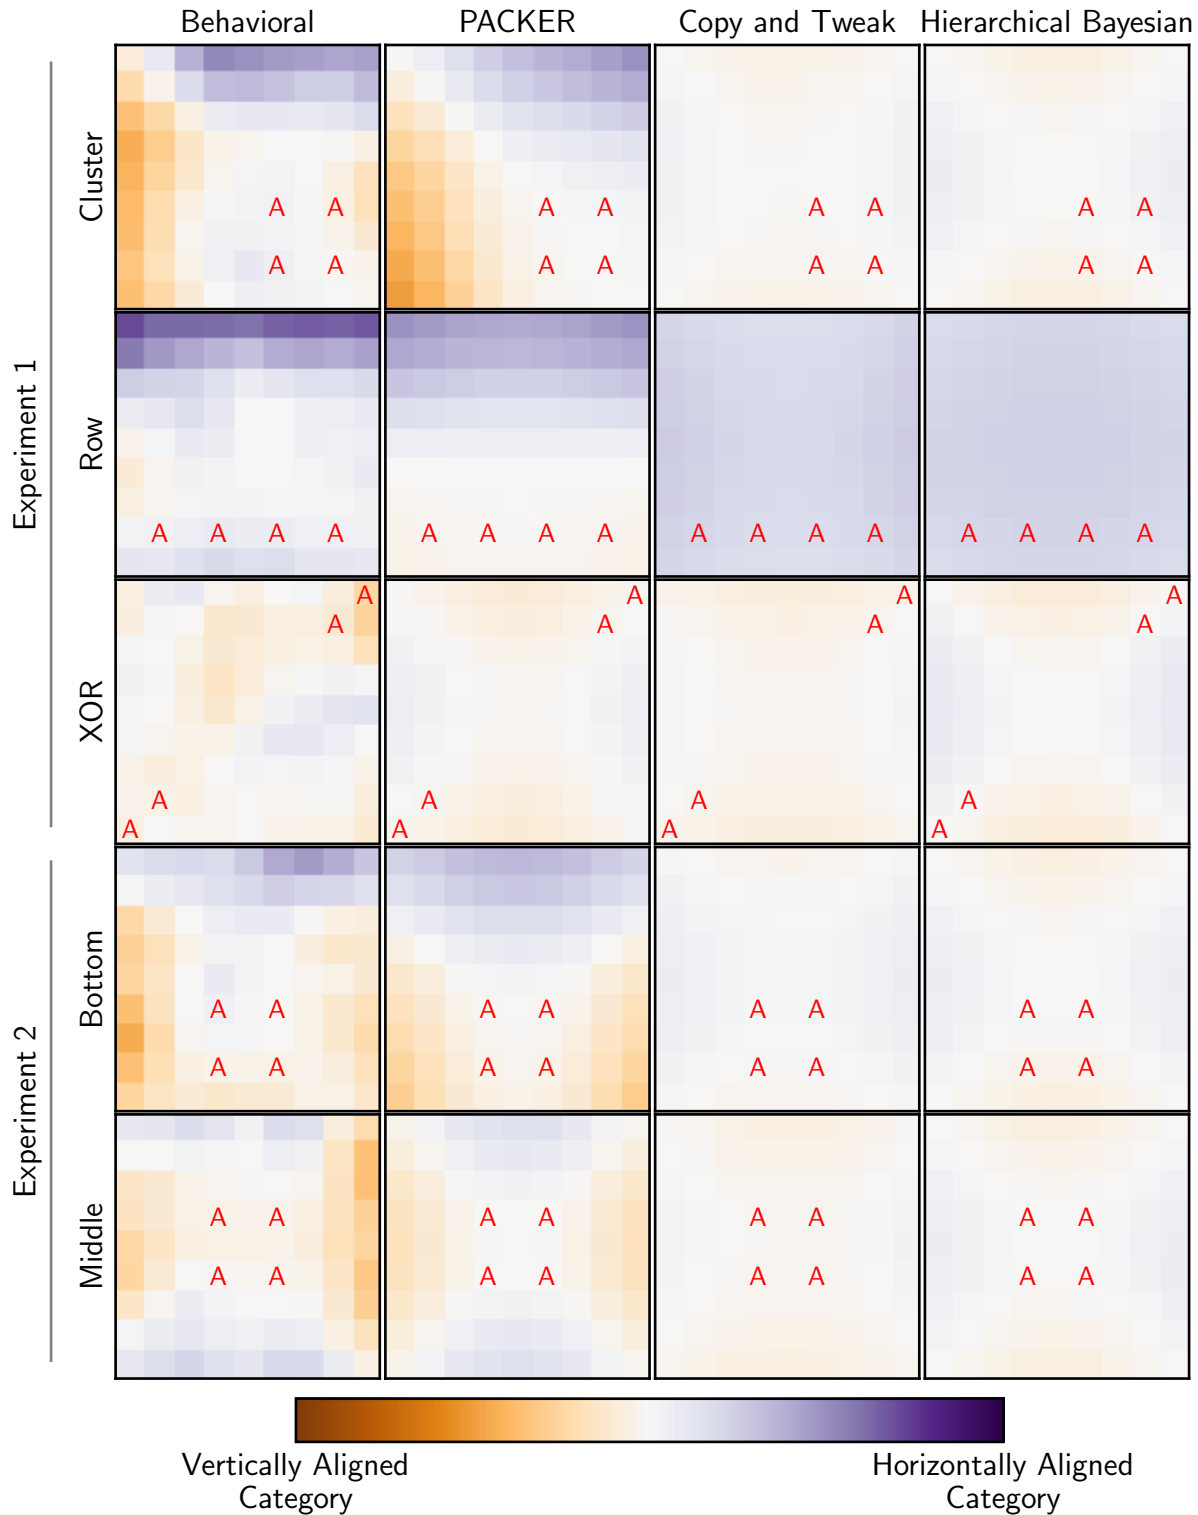 Behavioral PACKER Copy and Tweak Hierarchical Bayesian
Experiment 1
Cluster
A A A A A A A A
A A A A A A A A
Row
A A A A A A A A A A A A A A A A
XOR
A A A A
A A A A
A A A A
A A A A
Experiment 2
Bottom
A A A A A A A A
A A A A A A A A
Middle
A A A A A A A A
A A A A A A A A
Vertically Aligned
Category
Horizontally Aligned
Category